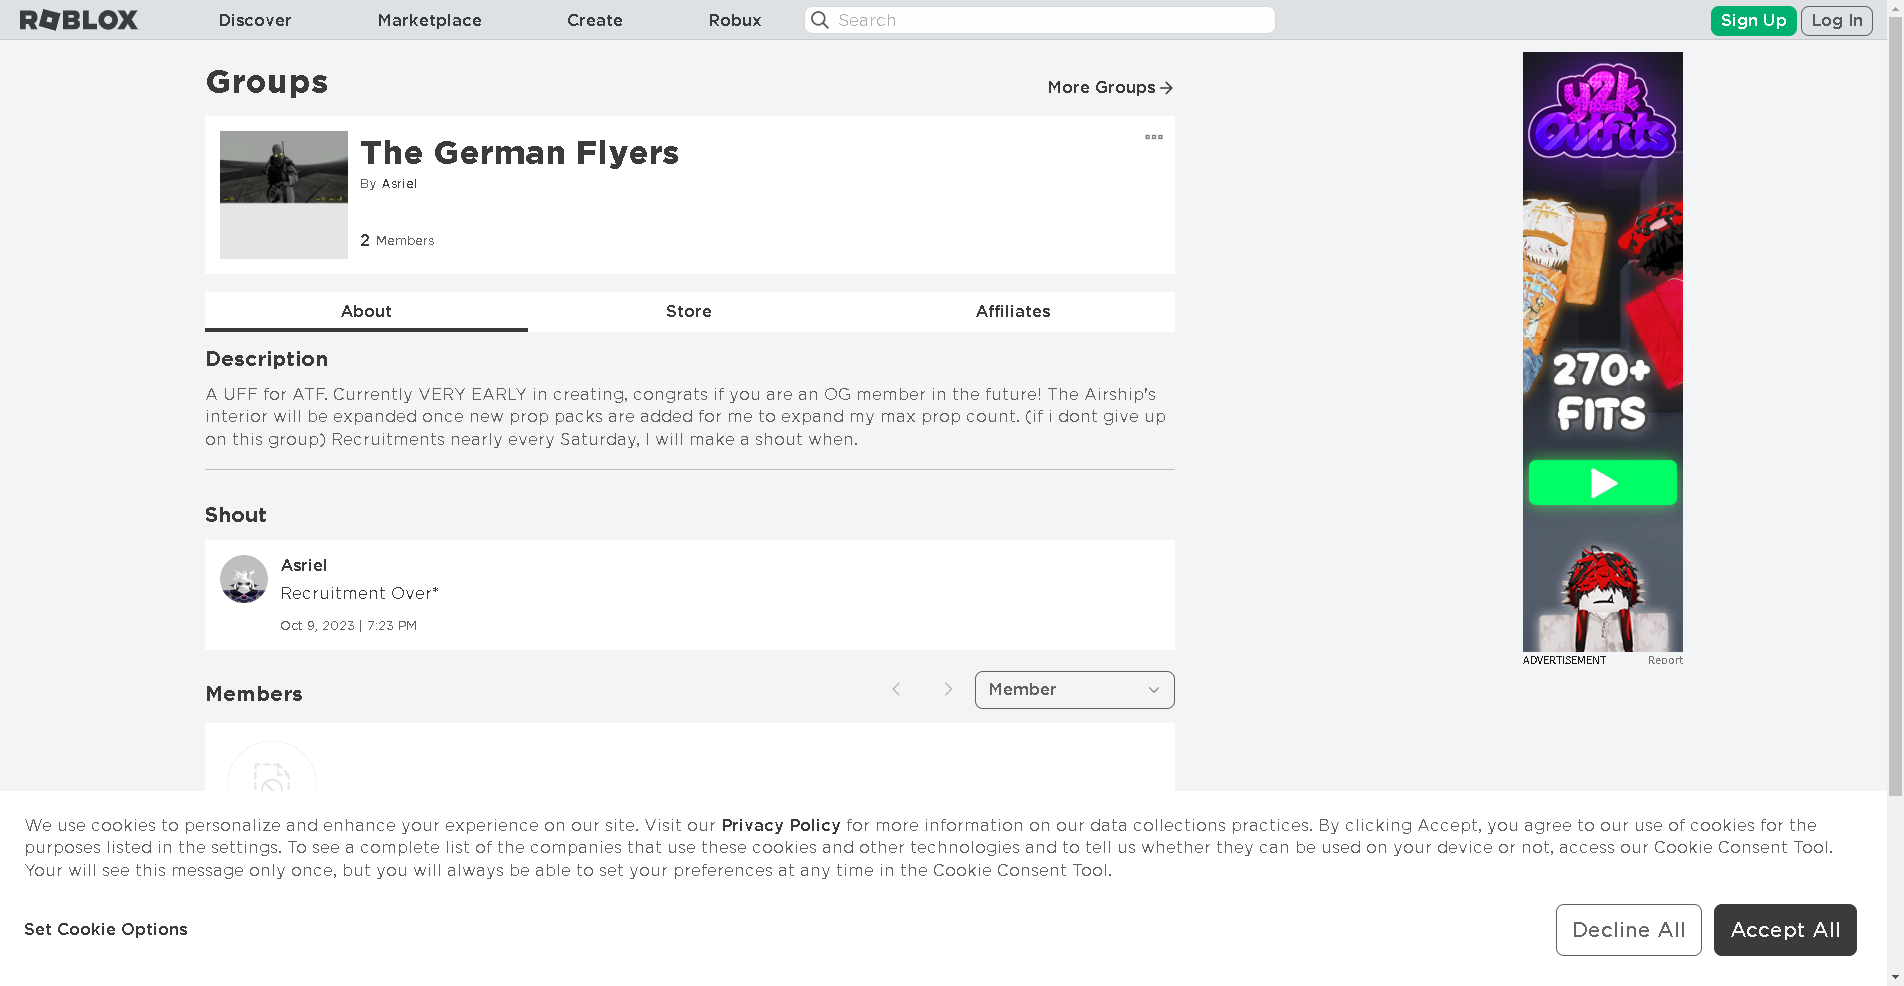 ROBLOX
Discover
Marketplace
Create
Robux
Search
Sign Up
Log In
Groups
More Groups
The German Flyers
By Asriel
2 Members
About
Store
Affiliates
Description
A UFF for ATF. Currently VERY EARLY in creating, congrats if you are an OG member in the future! The Airship's
interior will be expanded once new prop packs are added for me to expand my max prop count. (if i dont give up
on this group) Recruitments nearly every Saturday, I will make a shout when.
Shout
Asriel
Recruitment Over*
Oct 9, 2023 | 7:23 PM
Members
Member
y2k
Outfits
270+
FITS
ADVERTISEMENT
Report
We use cookies to personalize and enhance your experience on our site. Visit our Privacy Policy for more information on our data collections practices. By clicking Accept, you agree to our use of cookies for the
purposes listed in the settings. To see a complete list of the companies that use these cookies and other technologies and to tell us whether they can be used on your device or not, access our Cookie Consent Tool.
Your will see this message only once, but you will always be able to set your preferences at any time in the Cookie Consent Tool.
Set Cookie Options
Decline All
Accept All